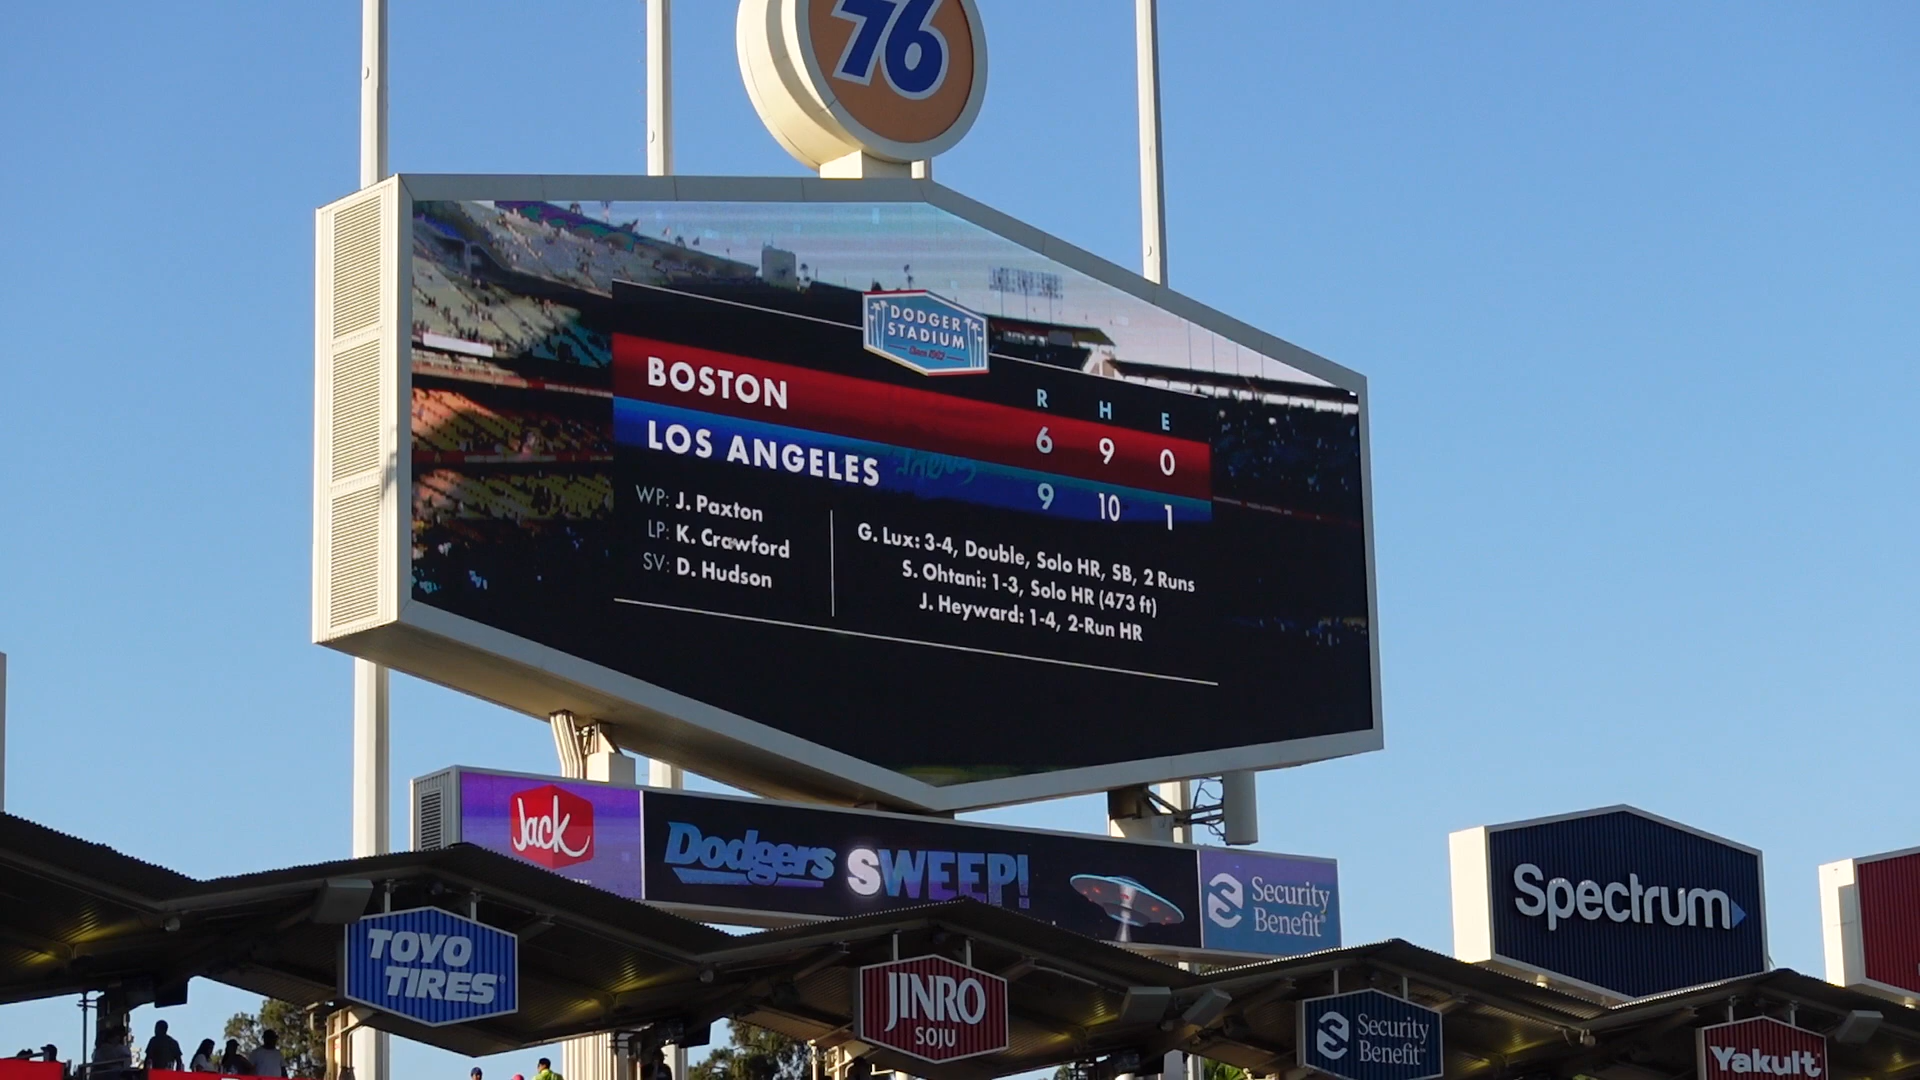 76
DODGER
STADIUM
Since 1962
R H E
BOSTON 6 9 0
LOS ANGELES 9 10 1
WP: J. Paxton
LP: K. Crawford
SV: D. Hudson
G. Lux: 3-4, Double, Solo HR, SB, 2 Runs
S. Ohtani: 1-3, Solo HR (473 ft)
J. Heyward: 1-4, 2-Run HR
Jack
Dodgers SWEEP!
Security
Benefit
Spectrum
TOYO
TIRES
JINRO
SOJU
Security
Benefit
Yakult